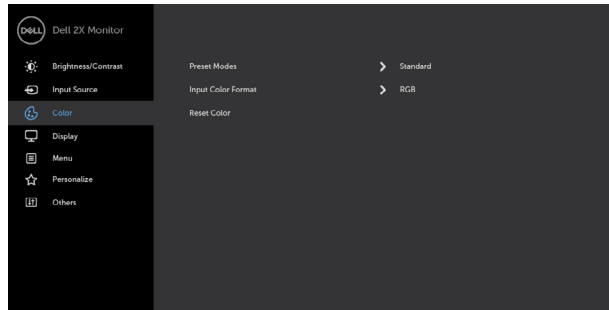 DELL Dell 2X Monitor
Brightness/Contrast
Input Source
Color
Display
Menu
Personalize
Others
Preset Modes Standard
Input Color Format RGB
Reset Color